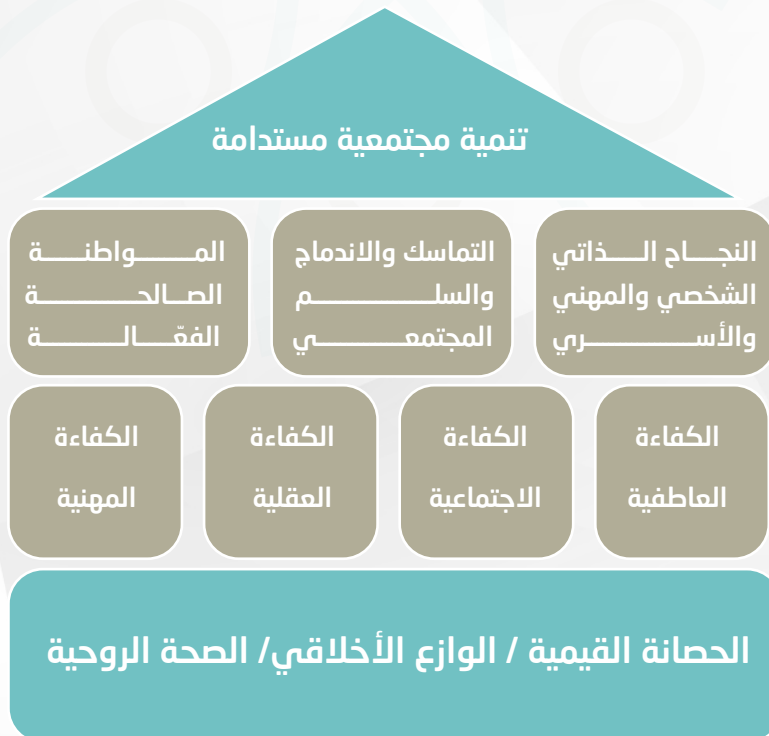 تنمية مجتمعية مستدامة
النجاح الذاتي
الشخصي والمهني
والأسري
التماسك والاندماج
والسلم
المجتمعي
المواطنة
الصالحة
الفعّالة
الكفاءة
العاطفية
الكفاءة
الاجتماعية
الكفاءة
العقلية
الكفاءة
المهنية
الحصانة القيمية / الوازع الأخلاقي/ الصحة الروحية